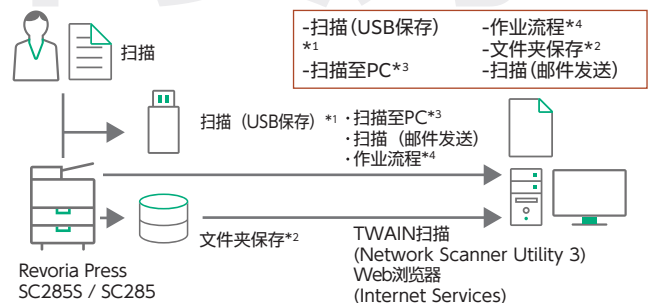 扫描
-扫描(USB保存)
*1
-扫描至PC*3
-作业流程*4
-文件夹保存*2
-扫描(邮件发送)
扫描（USB保存）*1
·扫描至PC*3
·扫描（邮件发送）
·作业流程*4
文件夹保存*2
TWAIN扫描
(Network Scanner Utility 3)
Web浏览器
(Internet Services)
Revoria Press
SC285S / SC285